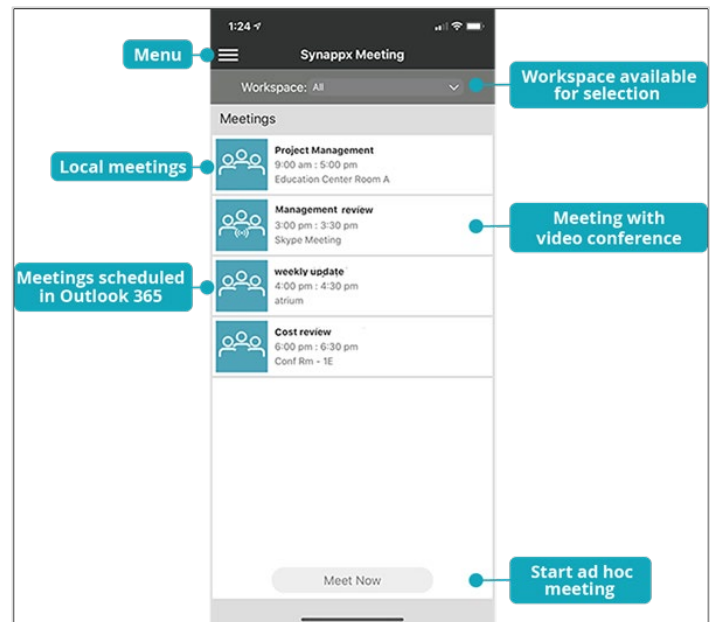 1:24
Menu
Synappx Meeting
Workspace: All
Workspace available
for selection
Meetings
Local meetings
Project Management
9:00 am : 5:00 pm
Education Center Room A
Management review
3:00 pm : 3:30 pm
Skype Meeting
Meeting with
video conference
Meetings scheduled
in Outlook 365
weekly update
4:00 pm : 4:30 pm
atrium
Cost review
6:00 pm : 6:30 pm
Conf Rm - 1E
Meet Now
Start ad hoc
meeting